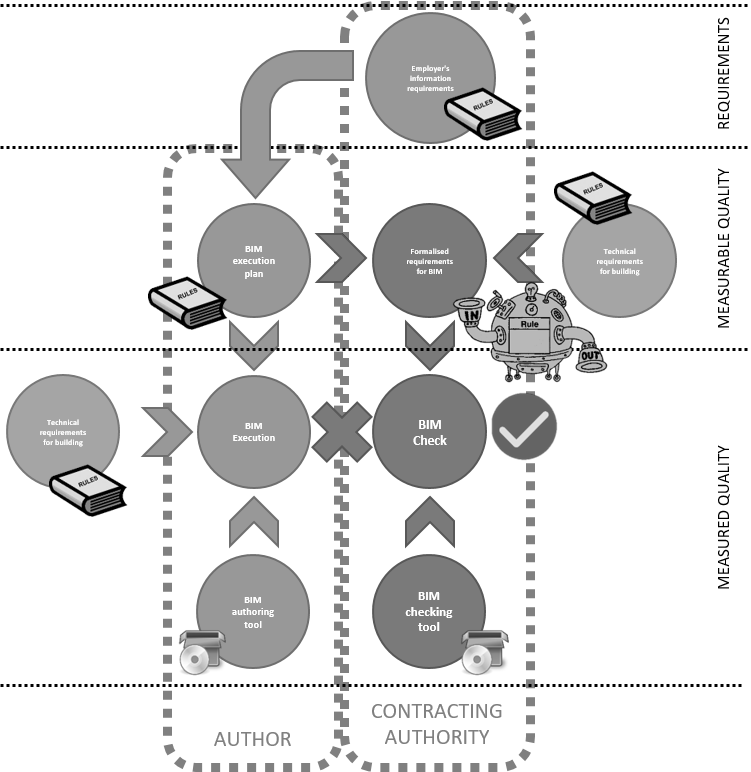 Employer's
information
requirements
RULES
REQUIREMENTS
RULES
BIM
execution
plan
RULES
Formalised
requirements
for BIM
Technical
requirements
for building
IN
Rule
OUT
MEASURABLE QUALITY
Technical
requirements
for building
RULES
BIM
Execution
BIM
Check
BIM
authoring
tool
BIM
checking
tool
MEASURED QUALITY
AUTHOR
CONTRACTING
AUTHORITY